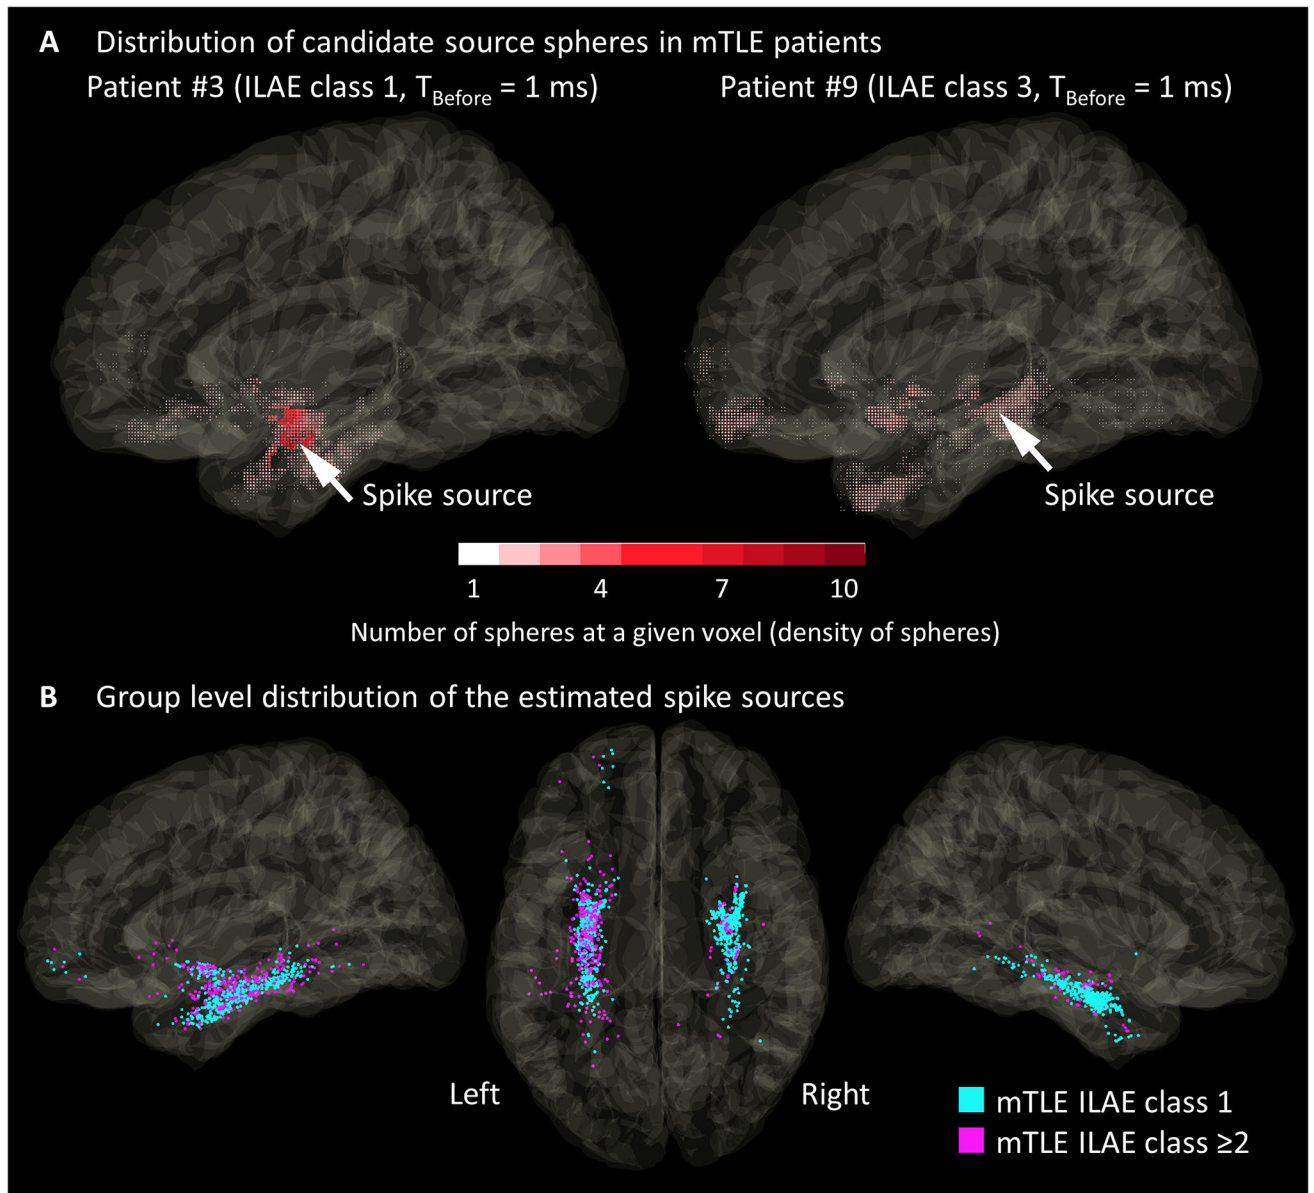 A Distribution of candidate source spheres in mTLE patients
Patient #3 (ILAE class 1, TBefore = 1 ms)
Patient #9 (ILAE class 3, TBefore = 1 ms)
Spike source
Spike source
1 4 7 10
Number of spheres at a given voxel (density of spheres)
B Group level distribution of the estimated spike sources
Left
Right
mTLE ILAE class 1
mTLE ILAE class ≥2